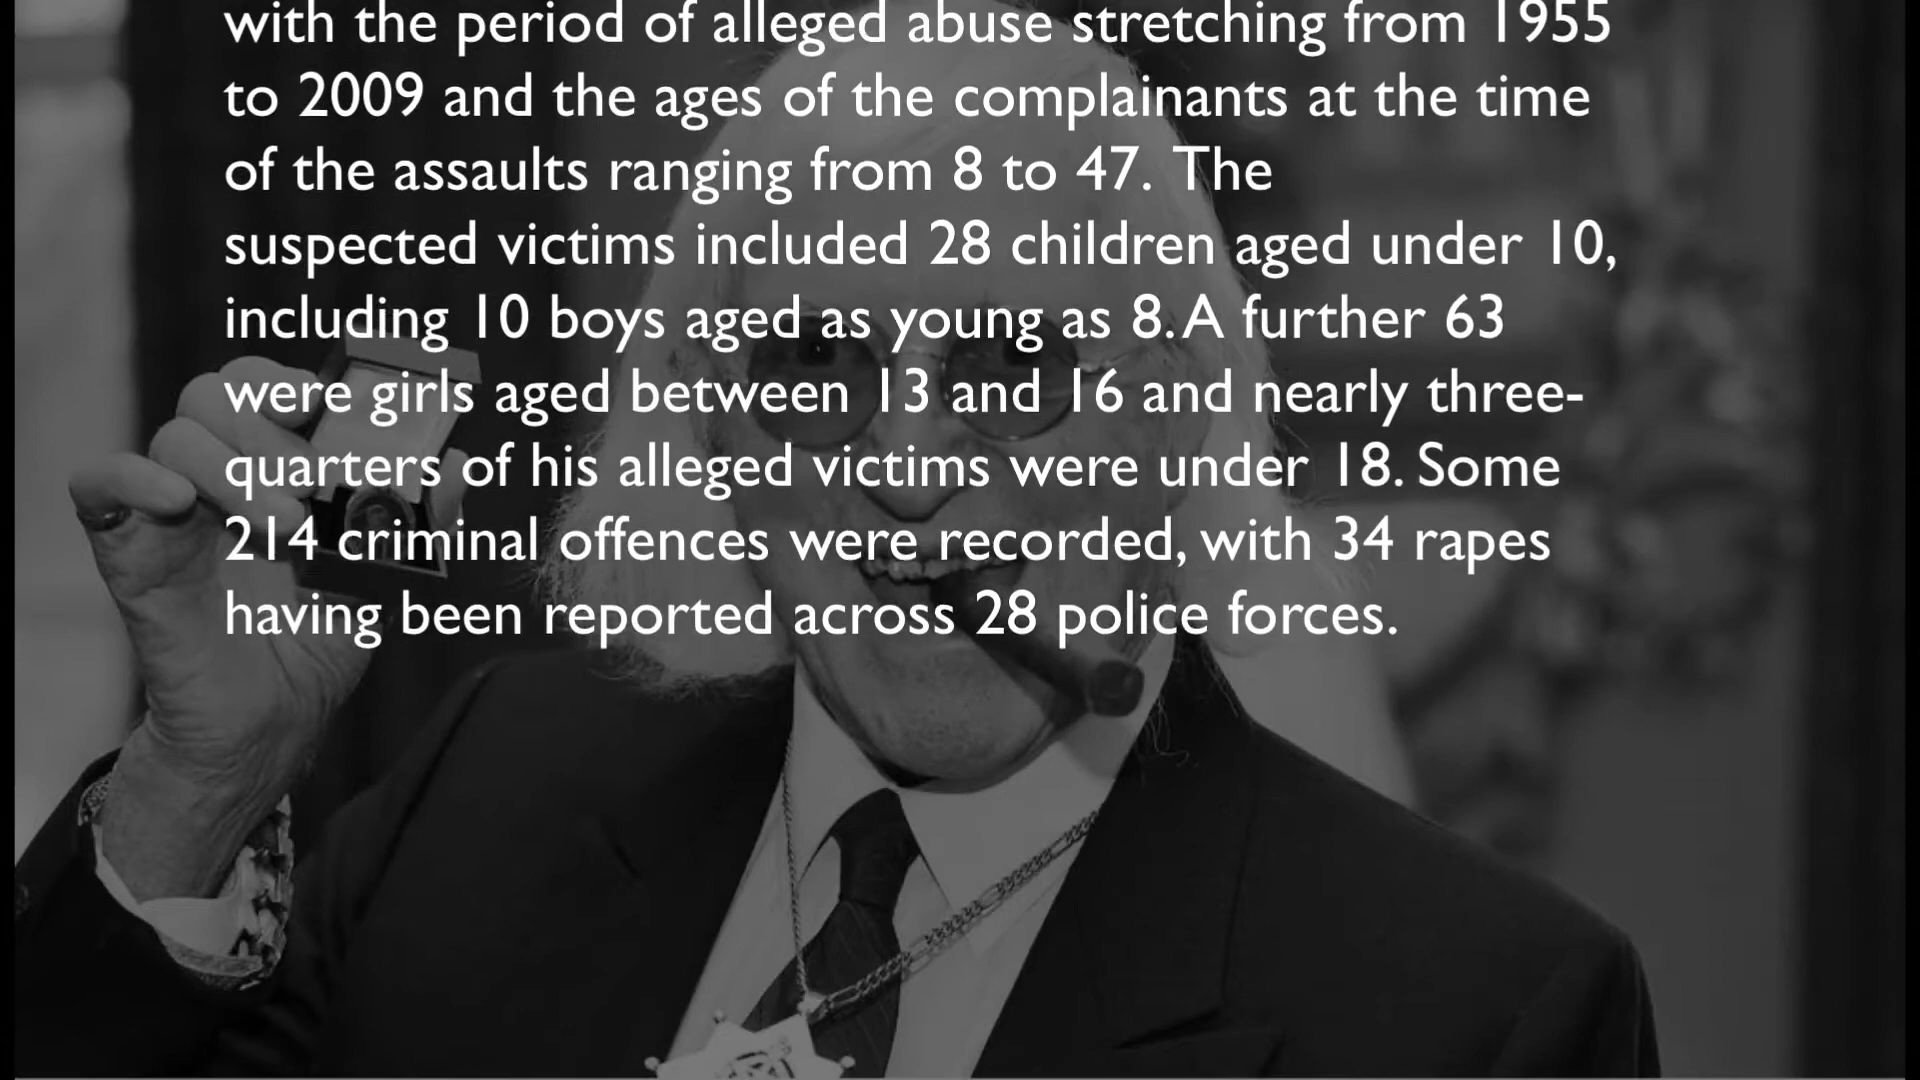 with the period of alleged abuse stretching from 1955
to 2009 and the ages of the complainants at the time
of the assaults ranging from 8 to 47. The
suspected victims included 28 children aged under 10,
including 10 boys aged as young as 8. A further 63
were girls aged between 13 and 16 and nearly three-
quarters of his alleged victims were under 18. Some
214 criminal offences were recorded, with 34 rapes
having been reported across 28 police forces.